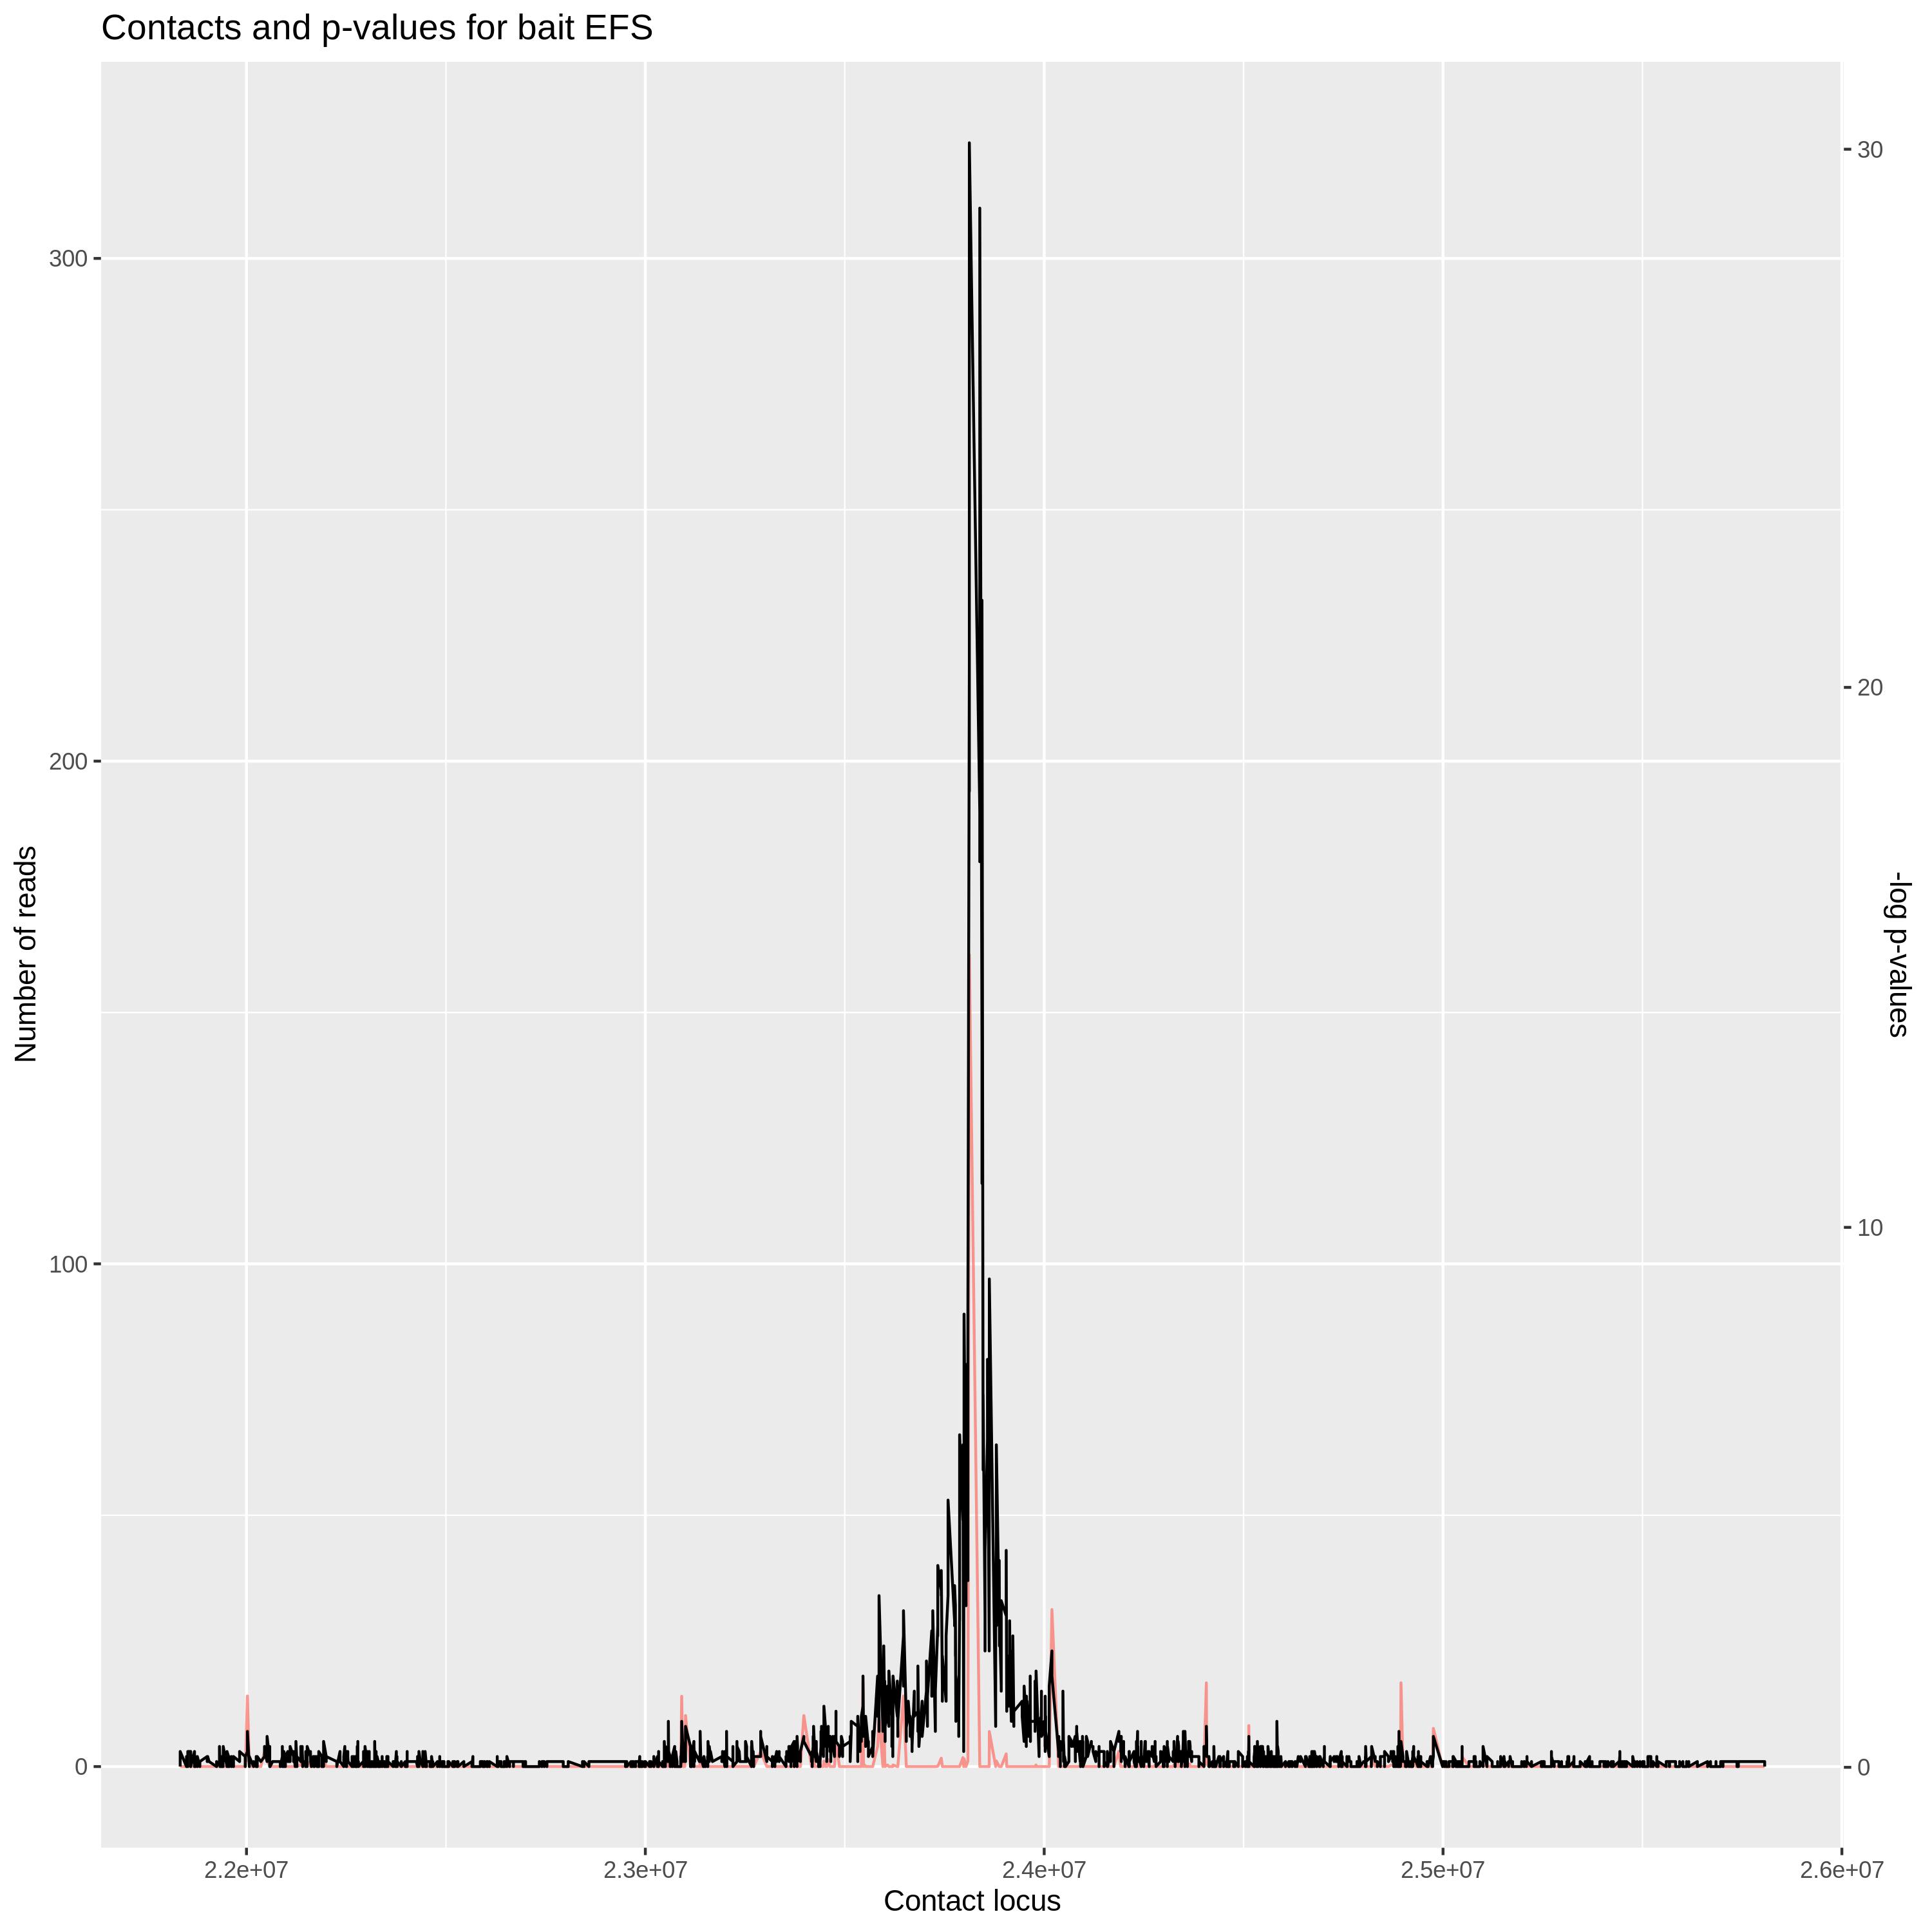 Contacts and p-values for bait EFS
Number of reads
300
200
100
0
30
20
10
0
-log p-values
2.2e+07 2.3e+07 2.4e+07 2.5e+07 2.6e+07
Contact locus